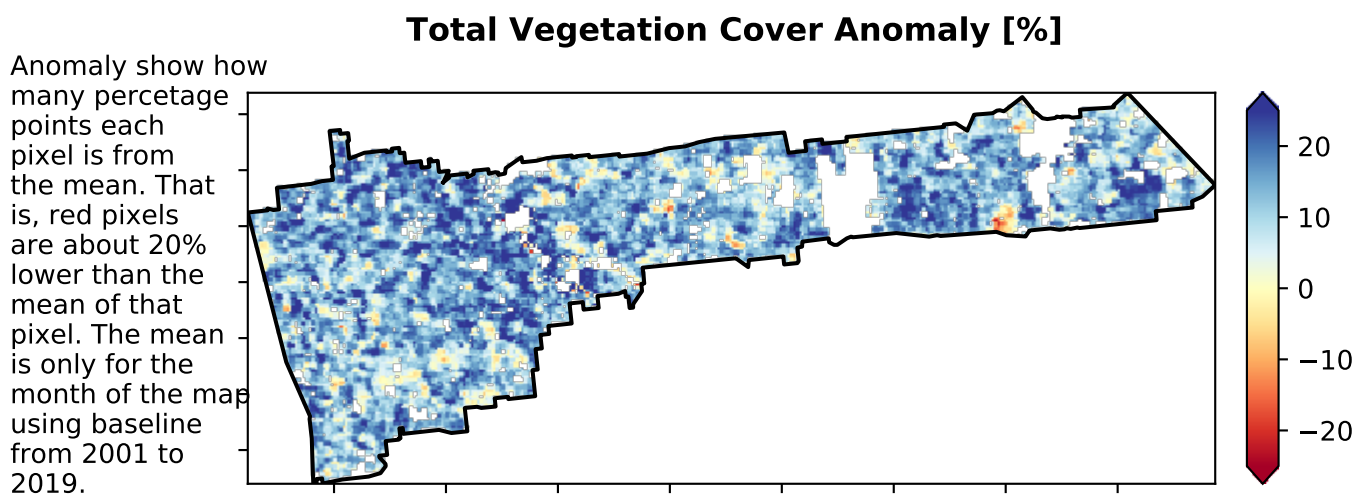 Total Vegetation Cover Anomaly [%]
Anomaly show how
many percetage
points each
pixel is from
the mean. That
is, red pixels
are about 20%
lower than the
mean of that
pixel. The mean
is only for the
month of the map
using baseline
from 2001 to
2019.
20
10
0
−10
−20